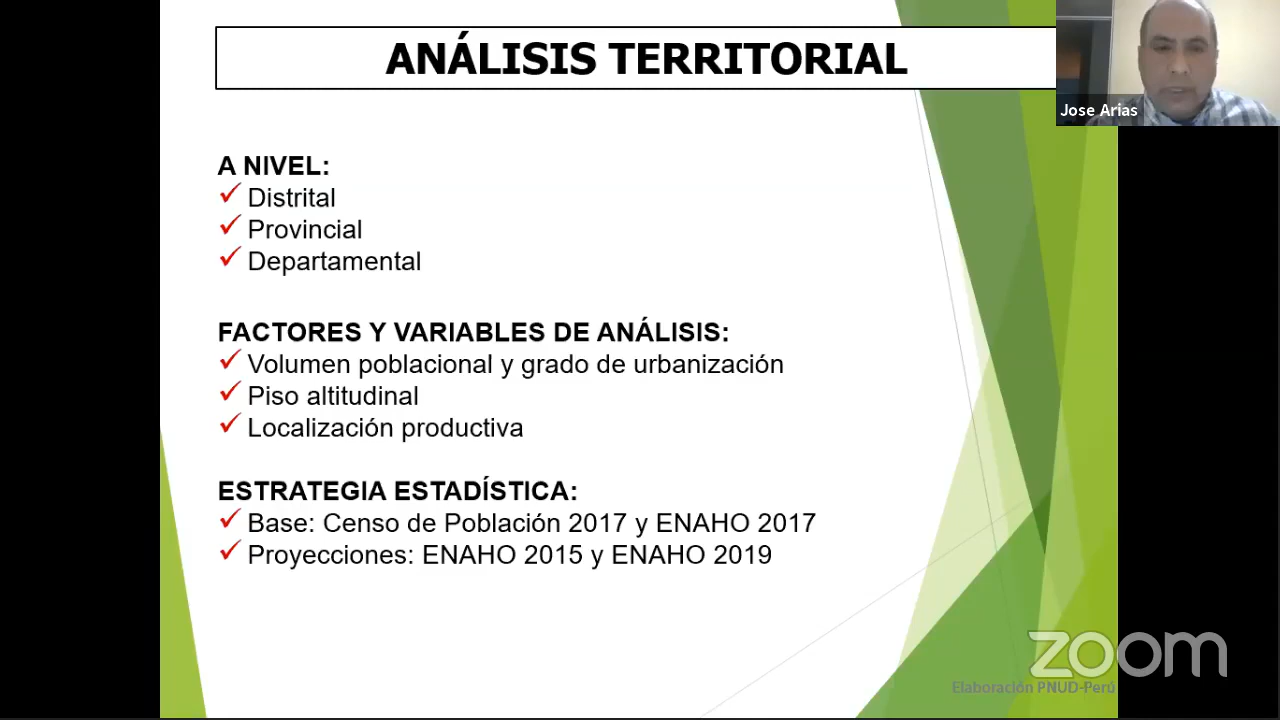 ANÁLISIS TERRITORIAL
Jose Arias
A NIVEL:
Distrital
Provincial
Departamental
FACTORES Y VARIABLES DE ANÁLISIS:
Volumen poblacional y grado de urbanización
Piso altitudinal
Localización productiva
ESTRATEGIA ESTADÍSTICA:
Base: Censo de Población 2017 y ENAHO 2017
Proyecciones: ENAHO 2015 y ENAHO 2019
zoom
Elaboración PNUD-Perú